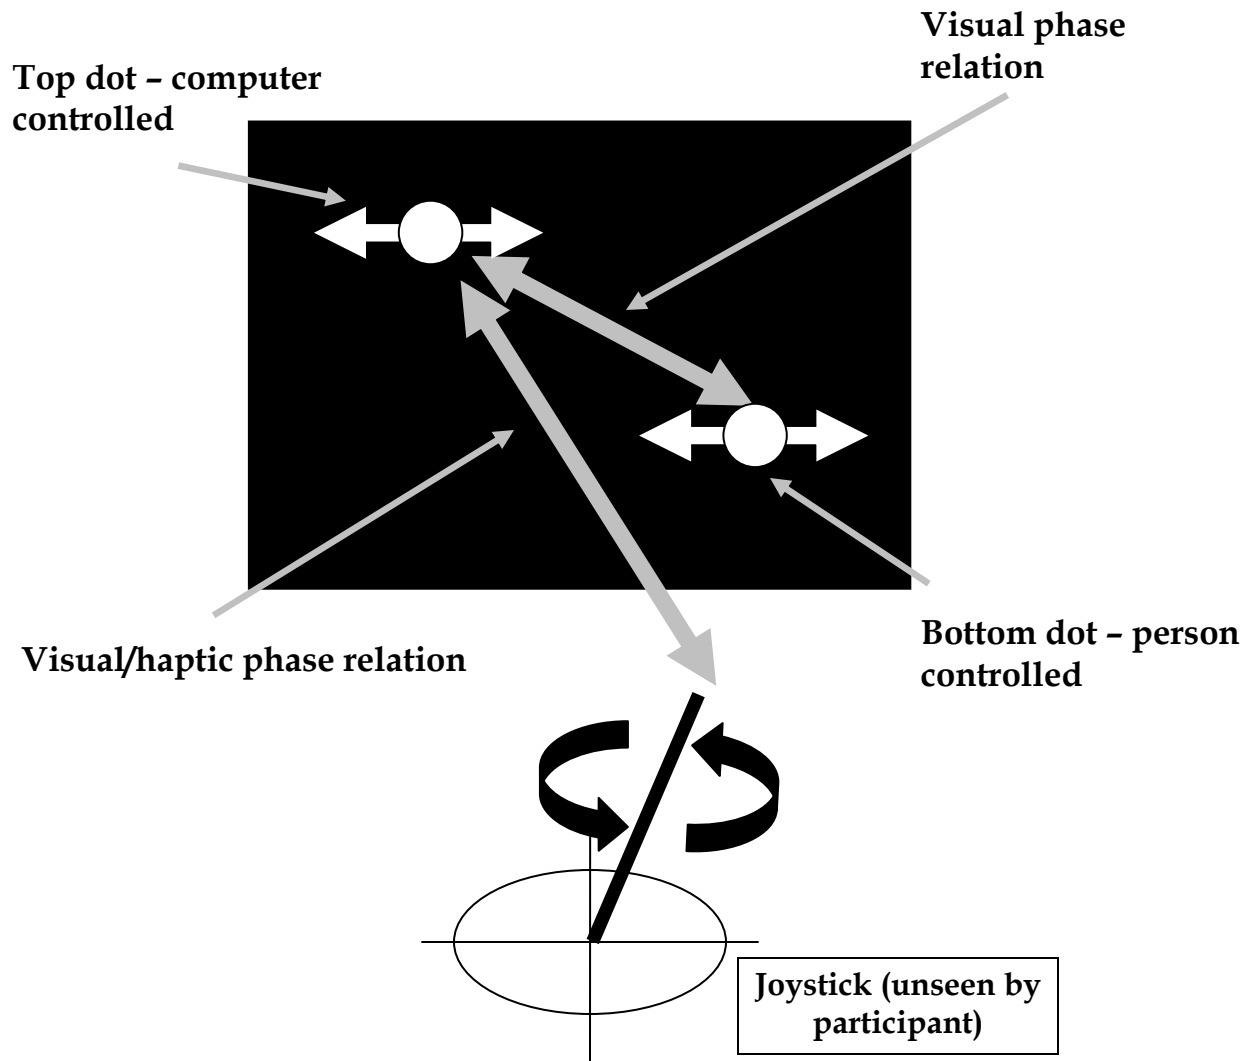 Visual phase
relation
Top dot – computer
controlled
Visual/haptic phase relation
Bottom dot – person
controlled
Joystick (unseen by
participant)